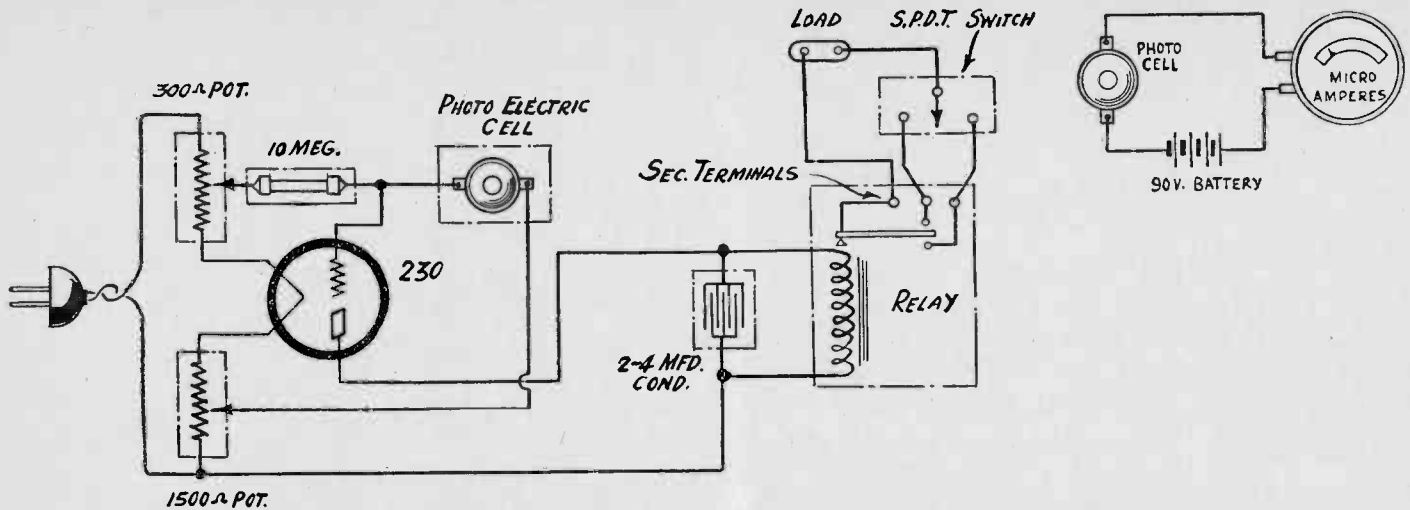 LOAD
S.P.D.T. SWITCH
300Ω POT.
PHOTO ELECTRIC
CELL
10 MEG.
PHOTO
CELL
MICRO
AMPERES
90V. BATTERY
SEC. TERMINALS
230
RELAY
2-4 MFD.
COND.
1500Ω POT.